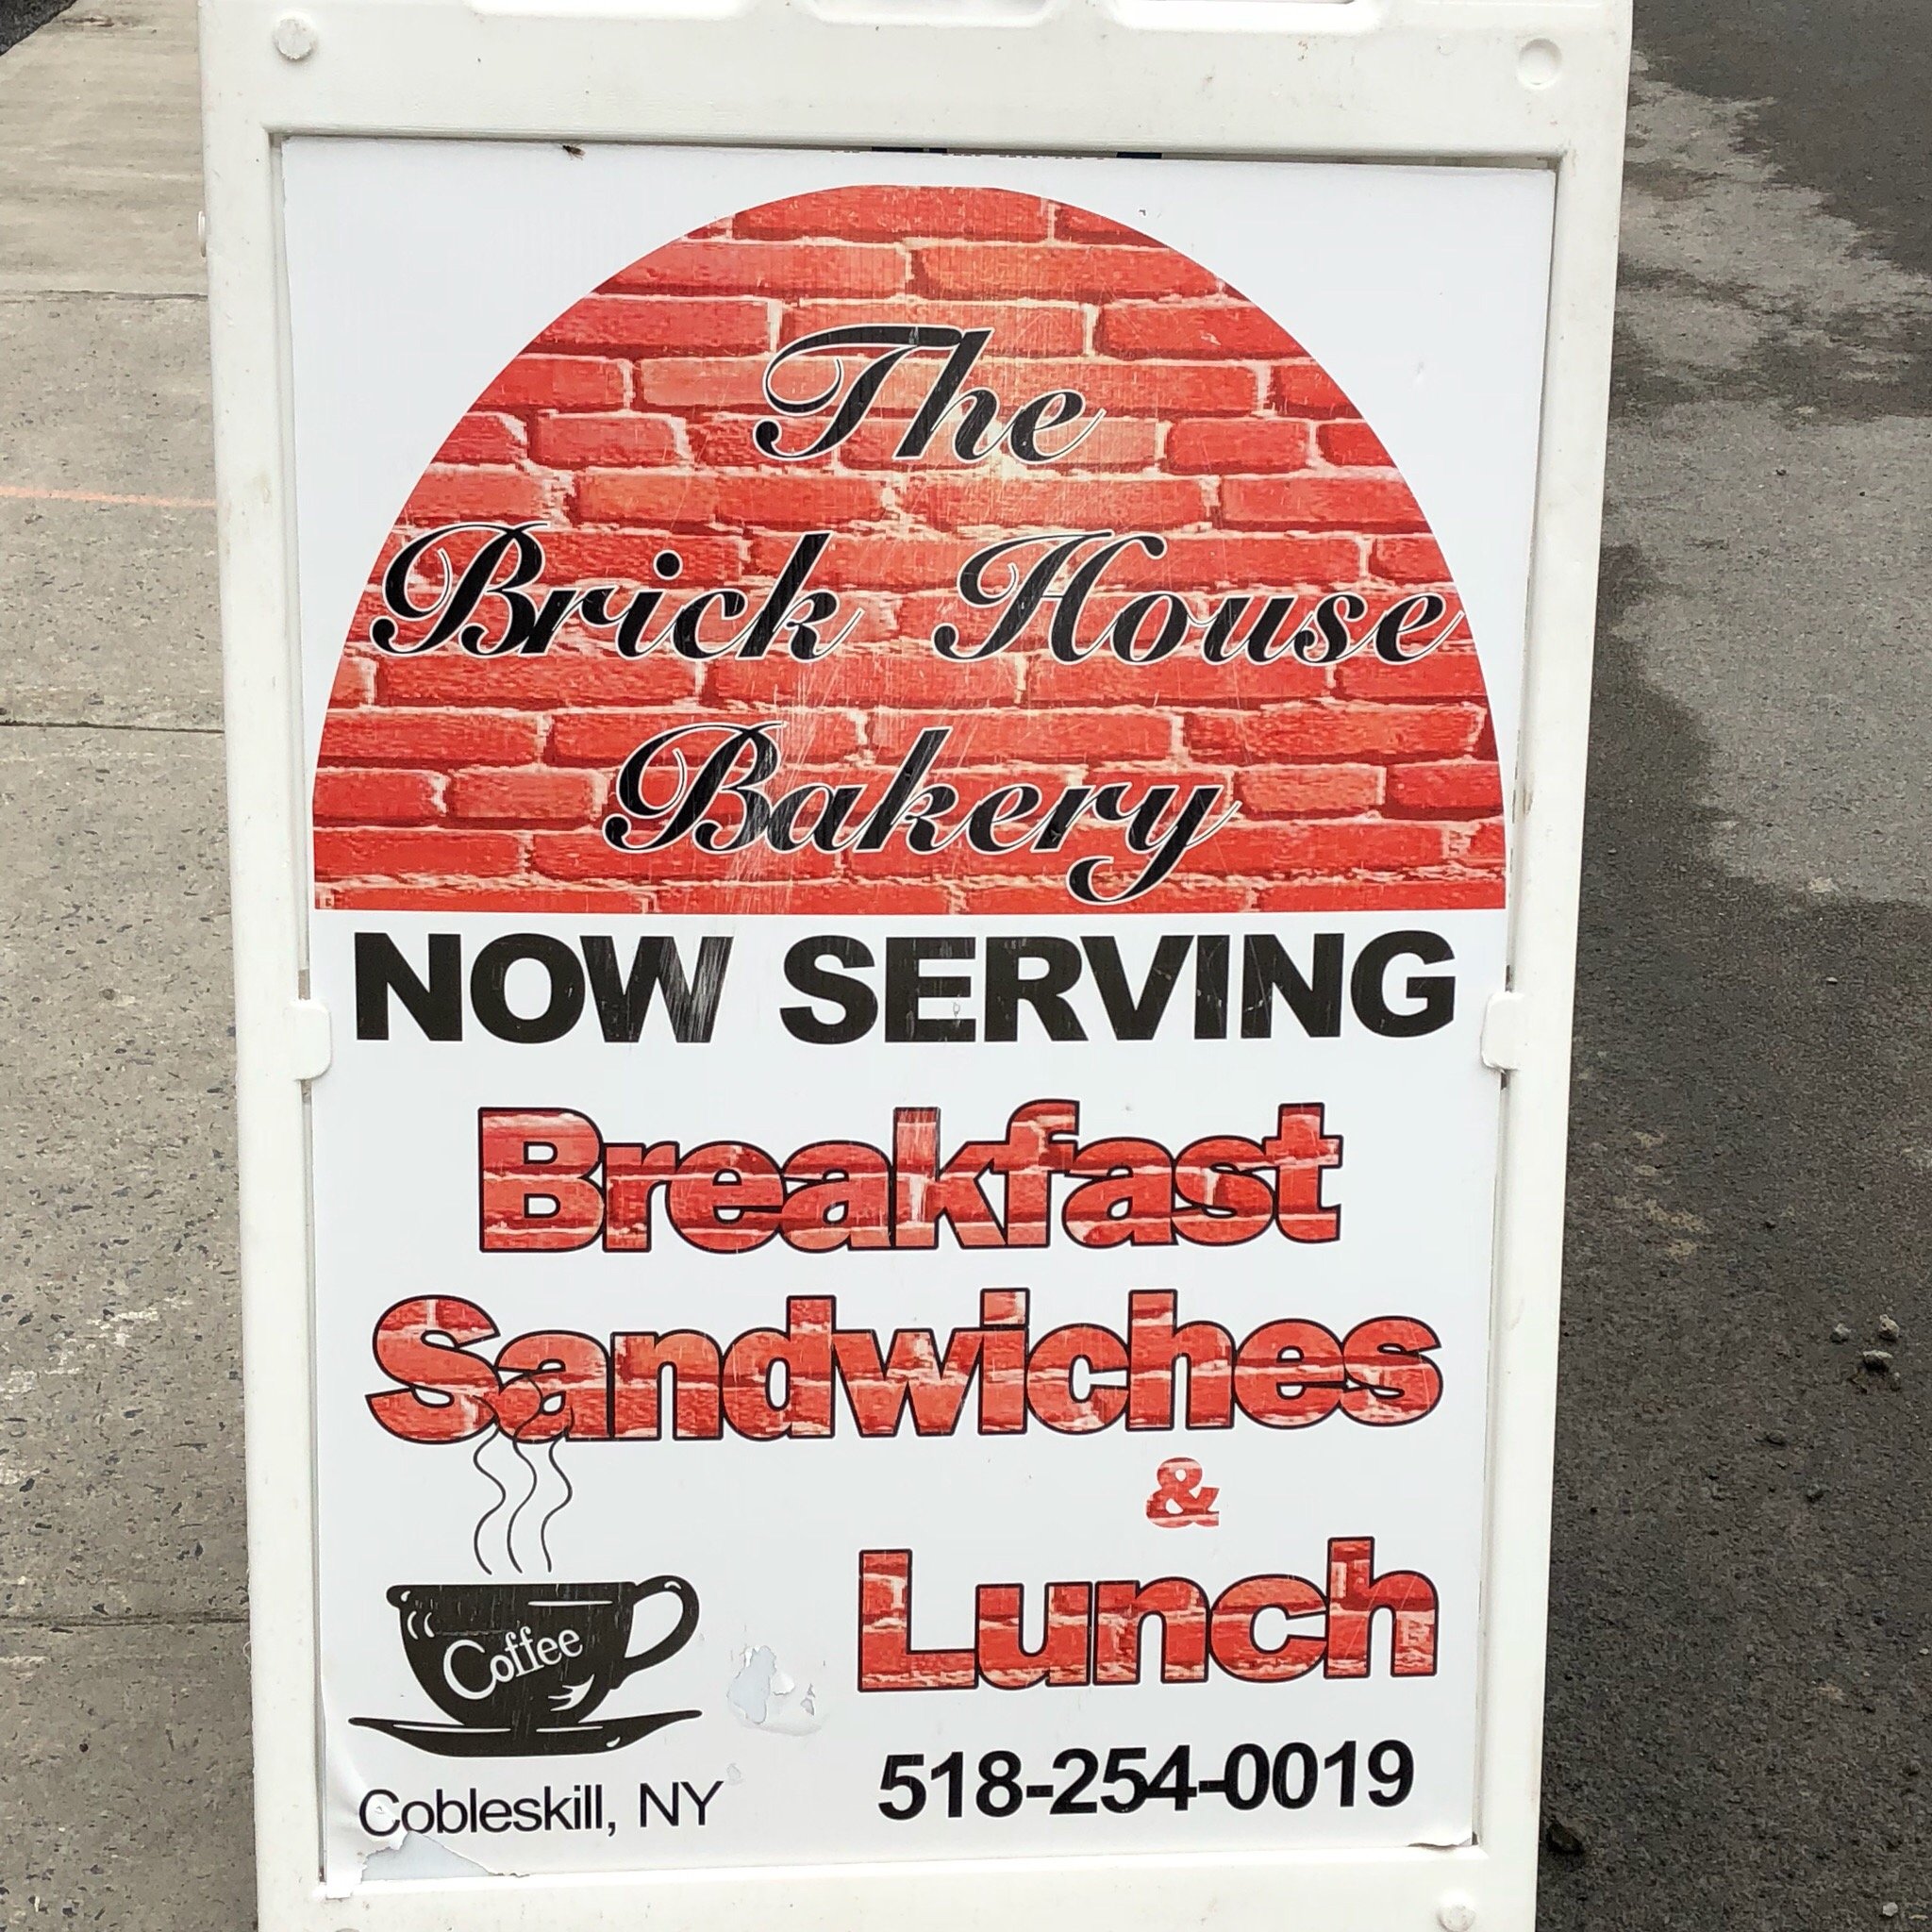 The
Brick House
Bakery
NOW SERVING
Breakfast
Sandwiches
&
Lunch
Coffee
518-254-0019
Cobleskill, NY